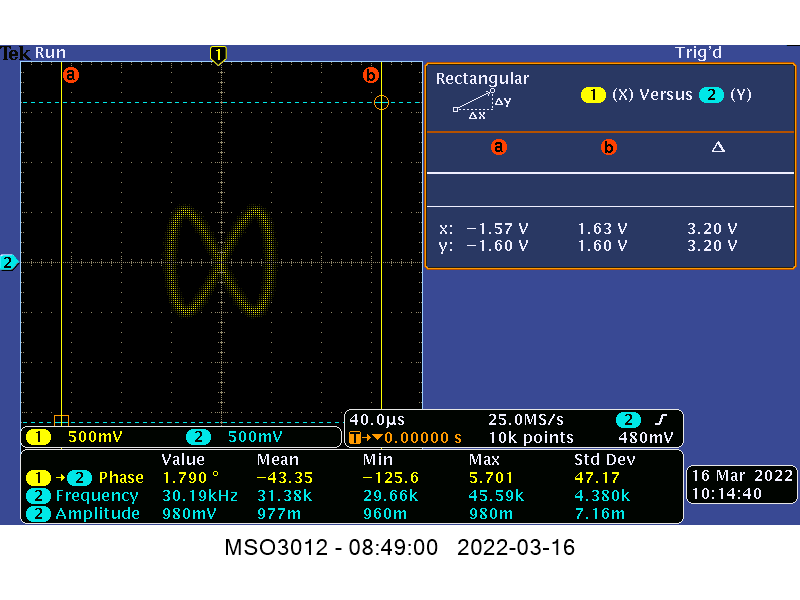 Tek Run 1 Trig'd
a b
Rectangular
1 (X) Versus 2 (Y)
ΔY
ΔX
a b Δ
x: −1.57 V 1.63 V 3.20 V
y: −1.60 V 1.60 V 3.20 V
2
1 500mV 2 500mV
40.0µs 25.0MS/s 2
T→▼0.00000 s 10k points 480mV
Value Mean Min Max Std Dev
1 → 2 Phase 1.790 ° −43.35 −125.6 5.701 47.17
2 Frequency 30.19kHz 31.38k 29.66k 45.59k 4.380k
2 Amplitude 980mV 977m 960m 980m 7.16m
16 Mar 2022
10:14:40
MSO3012 - 08:49:00 2022-03-16